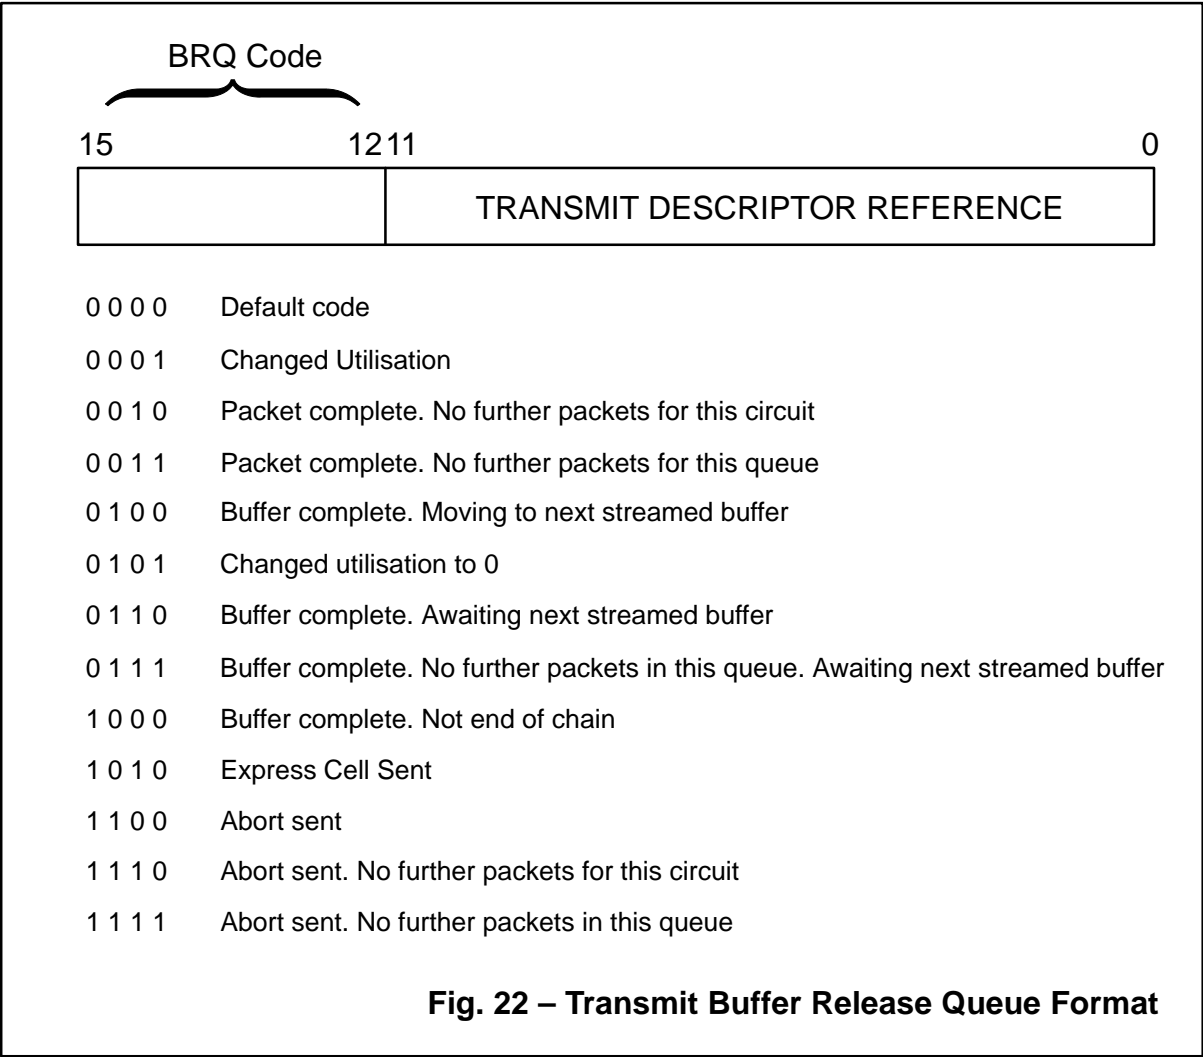 BRQ Code
15 12 11 0
TRANSMIT DESCRIPTOR REFERENCE
0 0 0 0 Default code
0 0 0 1 Changed Utilisation
0 0 1 0 Packet complete. No further packets for this circuit
0 0 1 1 Packet complete. No further packets for this queue
0 1 0 0 Buffer complete. Moving to next streamed buffer
0 1 0 1 Changed utilisation to 0
0 1 1 0 Buffer complete. Awaiting next streamed buffer
0 1 1 1 Buffer complete. No further packets in this queue. Awaiting next streamed buffer
1 0 0 0 Buffer complete. Not end of chain
1 0 1 0 Express Cell Sent
1 1 0 0 Abort sent
1 1 1 0 Abort sent. No further packets for this circuit
1 1 1 1 Abort sent. No further packets in this queue
Fig. 22 – Transmit Buffer Release Queue Format